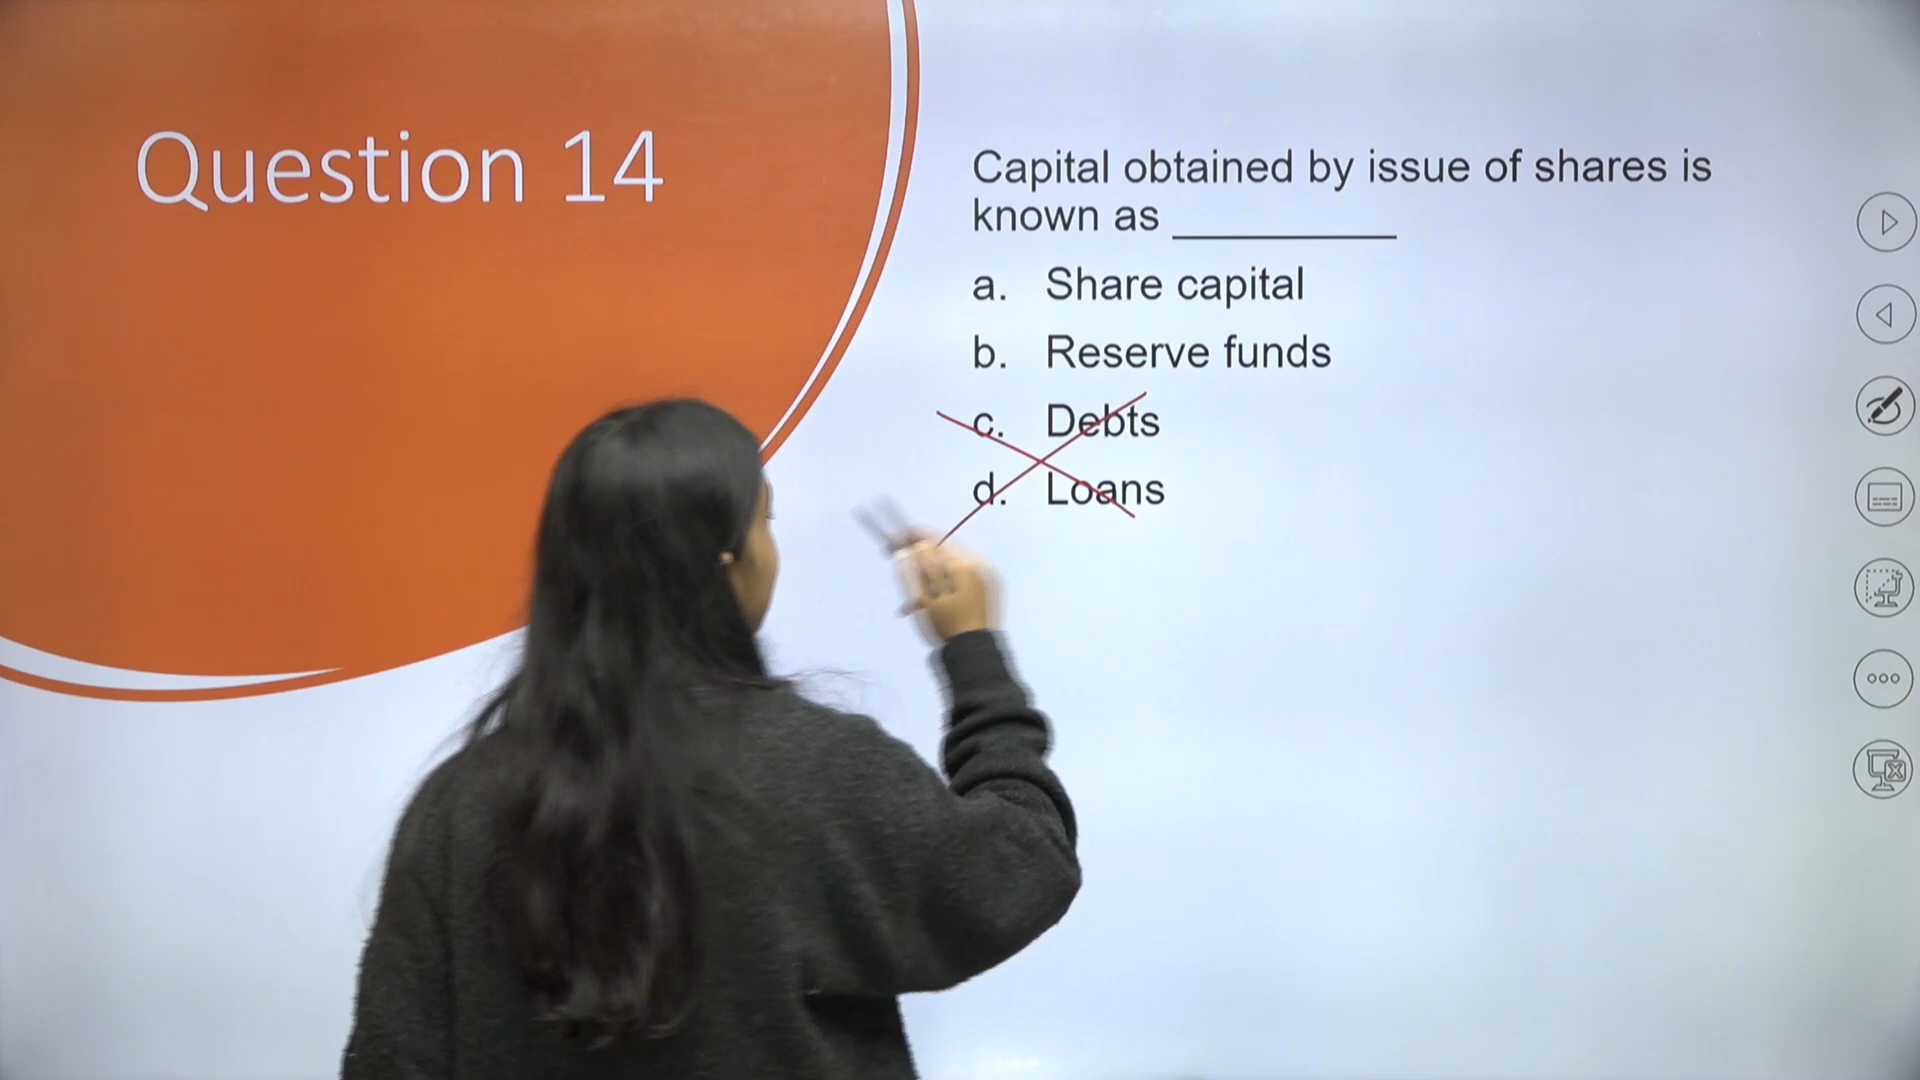 Question 14
Capital obtained by issue of shares is
known as __________
a. Share capital
b. Reserve funds
c. Debts
d. Loans